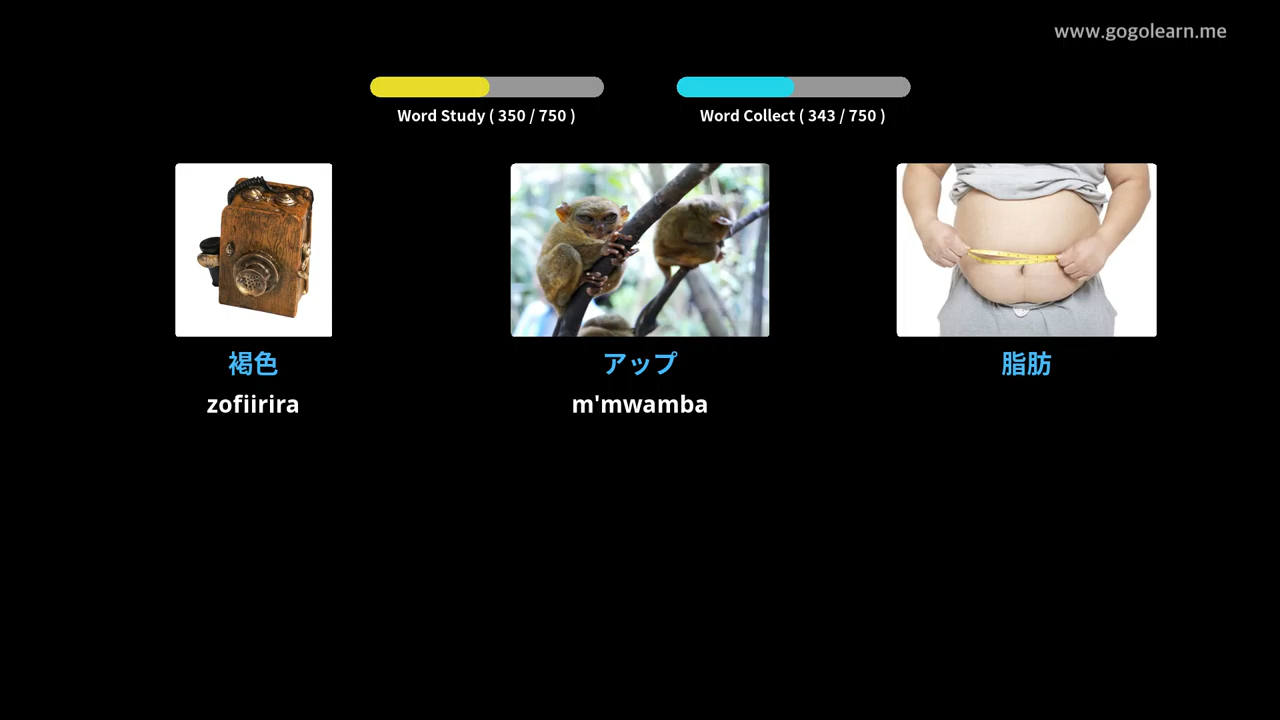 www.gogolearn.me
Word Study ( 350 / 750 )
Word Collect ( 343 / 750 )
褐色
アップ
脂肪
zofiirira
m'mwamba